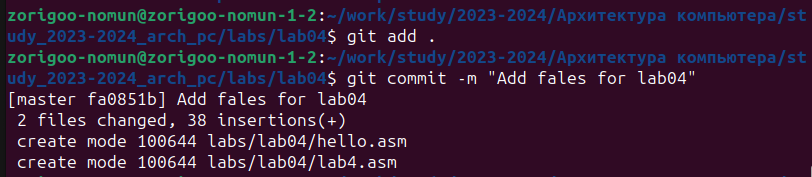 zorigoo-nomun@zorigoo-nomun-1-2:~/work/study/2023-2024/Архитектура компьютера/st
udy_2023-2024_arch_pc/labs/lab04$ git add .
zorigoo-nomun@zorigoo-nomun-1-2:~/work/study/2023-2024/Архитектура компьютера/st
udy_2023-2024_arch_pc/labs/lab04$ git commit -m "Add fales for lab04"
[master fa0851b] Add fales for lab04
 2 files changed, 38 insertions(+)
 create mode 100644 labs/lab04/hello.asm
 create mode 100644 labs/lab04/lab4.asm